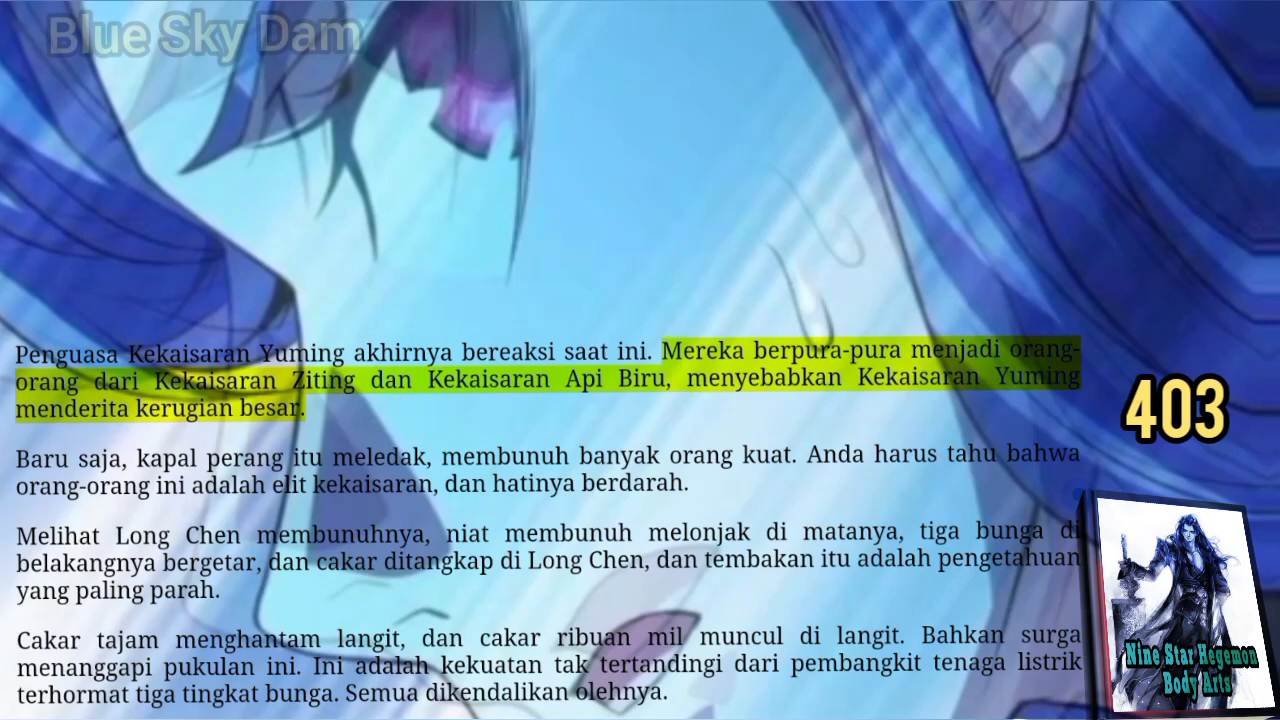 Blue Sky Dam
Penguasa Kekaisaran Yuming akhirnya bereaksi saat ini. Mereka berpura-pura menjadi orang-
orang dari Kekaisaran Ziting dan Kekaisaran Api Biru, menyebabkan Kekaisaran Yuming
menderita kerugian besar.
Baru saja, kapal perang itu meledak, membunuh banyak orang kuat. Anda harus tahu bahwa
orang-orang ini adalah elit kekaisaran, dan hatinya berdarah.
Melihat Long Chen membunuhnya, niat membunuh melonjak di matanya, tiga bunga di
belakangnya bergetar, dan cakar ditangkap di Long Chen, dan tembakan itu adalah pengetahuan
yang paling parah.
Cakar tajam menghantam langit, dan cakar ribuan mil muncul di langit. Bahkan surga
menanggapi pukulan ini. Ini adalah kekuatan tak tertandingi dari pembangkit tenaga listrik
terhormat tiga tingkat bunga. Semua dikendalikan olehnya.
403
Nine Star Hegemon
Body Arts